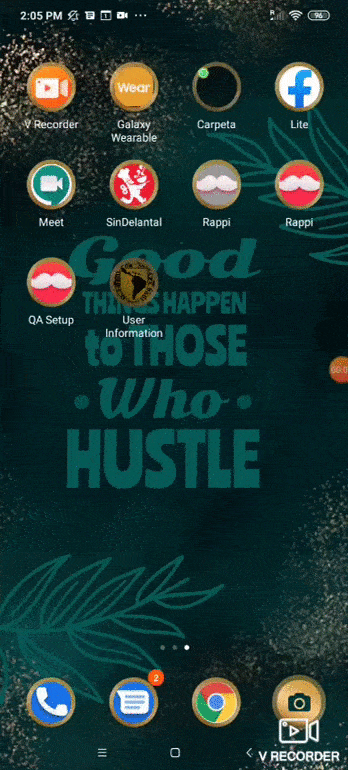 2:05 PM
R
96
Wear
V Recorder
Galaxy
Wearable
Carpeta
Lite
Meet
SinDelantal
Rappi
Rappi
QA Setup
User
Information
Good
THINGS HAPPEN
to THOSE
Who
HUSTLE
2
V RECORDER